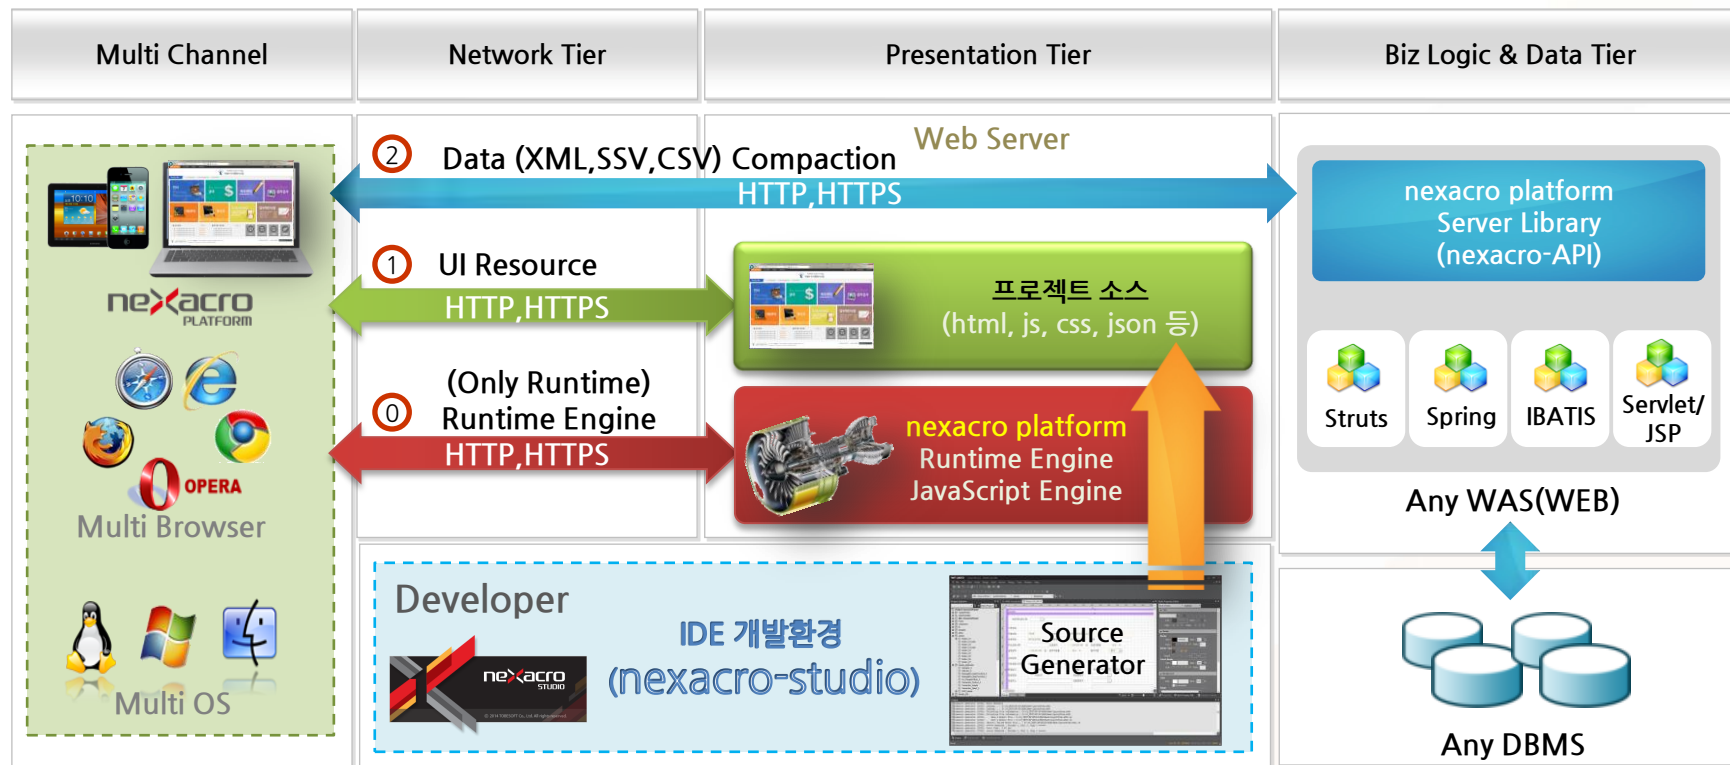 Multi Channel
Network Tier
Presentation Tier
Biz Logic & Data Tier
Web Server
2
Data (XML,SSV,CSV) Compaction
HTTP,HTTPS
nexacro platform
Server Library
(nexacro-API)
1
UI Resource
HTTP,HTTPS
프로젝트 소스
(html, js, css, json 등)
nexacro
PLATFORM
0
(Only Runtime)
Runtime Engine
HTTP,HTTPS
nexacro platform
Runtime Engine
JavaScript Engine
Struts
Spring
IBATIS
Servlet/
JSP
OPERA
Multi Browser
Any WAS(WEB)
Developer
IDE 개발환경
(nexacro-studio)
nexacro
STUDIO
Source
Generator
Multi OS
Any DBMS